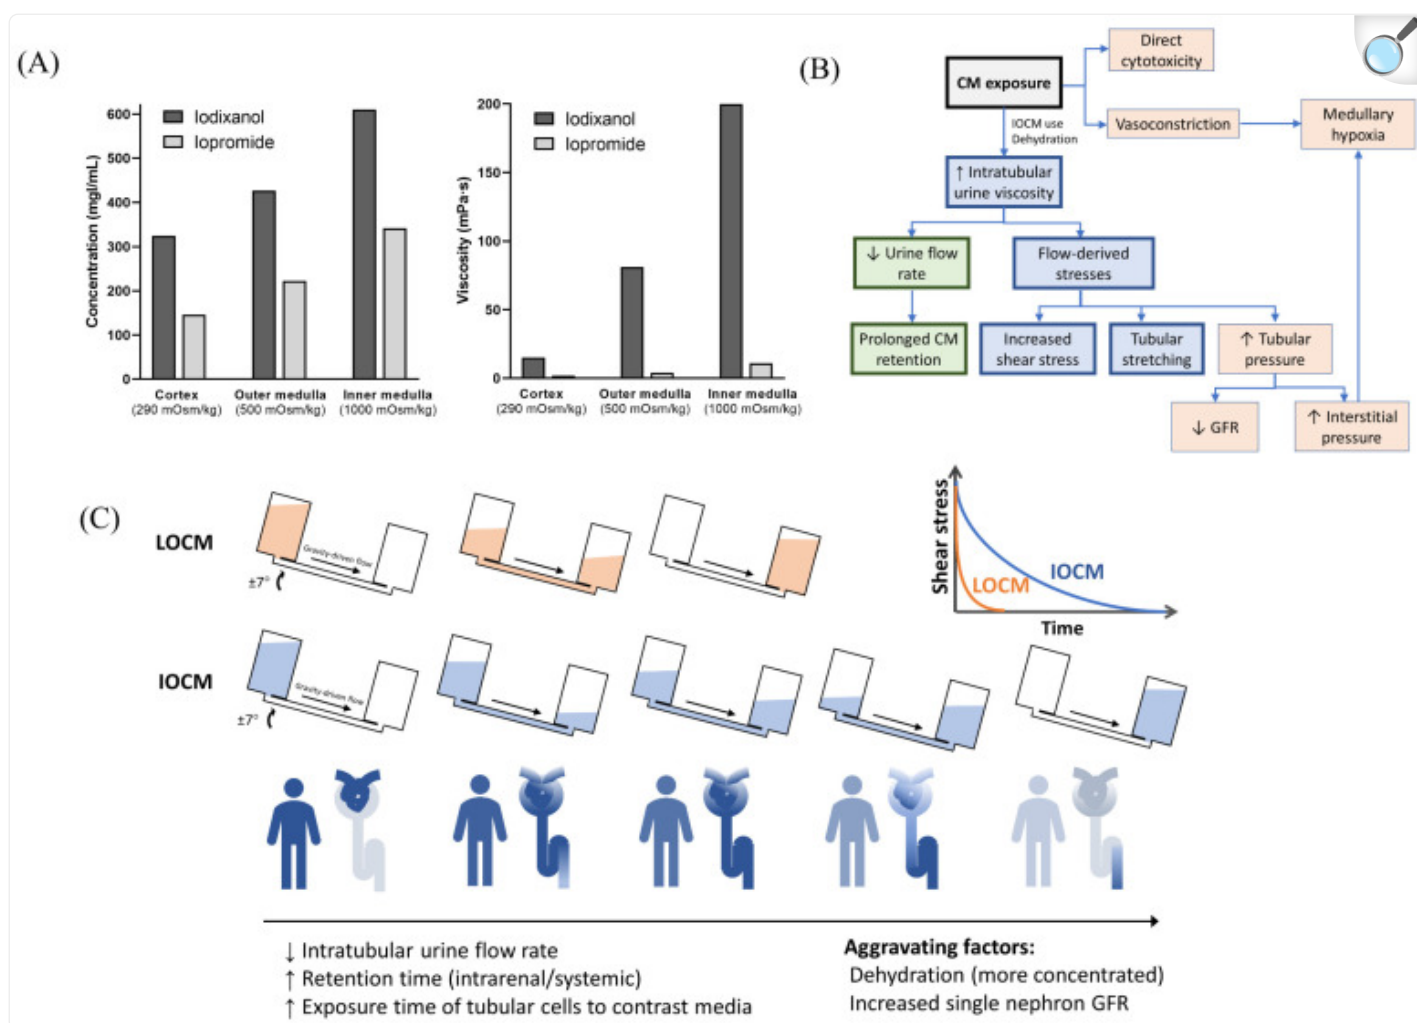 (A)
Concentration (mgI/mL)
600
500
400
300
200
100
0
Iodixanol
Iopromide
Cortex
(290 mOsm/kg)
Outer medulla
(500 mOsm/kg)
Inner medulla
(1000 mOsm/kg)
Viscosity (mPa·s)
200
150
100
50
0
Iodixanol
Iopromide
Cortex
(290 mOsm/kg)
Outer medulla
(500 mOsm/kg)
Inner medulla
(1000 mOsm/kg)
(B)
CM exposure
Direct
cytotoxicity
Vasoconstriction
Medullary
hypoxia
IOCM use
Dehydration
↑ Intratubular
urine viscosity
↓ Urine flow
rate
Flow-derived
stresses
Prolonged CM
retention
Increased
shear stress
Tubular
stretching
↑ Tubular
pressure
↓ GFR
↑ Interstitial
pressure
(C)
LOCM
Gravity-driven flow
±7°
Shear stress
LOCM
IOCM
Time
IOCM
Gravity-driven flow
±7°
↓ Intratubular urine flow rate
↑ Retention time (intrarenal/systemic)
↑ Exposure time of tubular cells to contrast media
Aggravating factors:
Dehydration (more concentrated)
Increased single nephron GFR